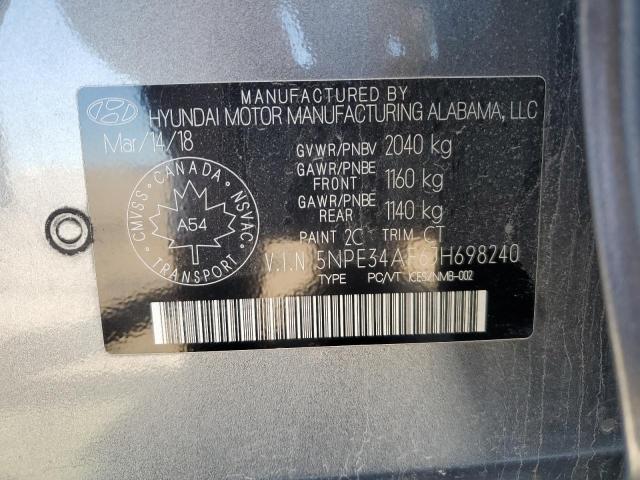 MANUFACTURED BY
HYUNDAI MOTOR MANUFACTURING ALABAMA, LLC
Mar/14/18
GVWR/PNBV 2040 kg
GAWR/PNBE FRONT 1160 kg
GAWR/PNBE REAR 1140 kg
PAINT 2C TRIM CT
CANADA
CMVSS
NSVAC
A54
TRANSPORT
V.I.N 5NPE34AF6JH698240
TYPE PC/VT ICES/NMB-002